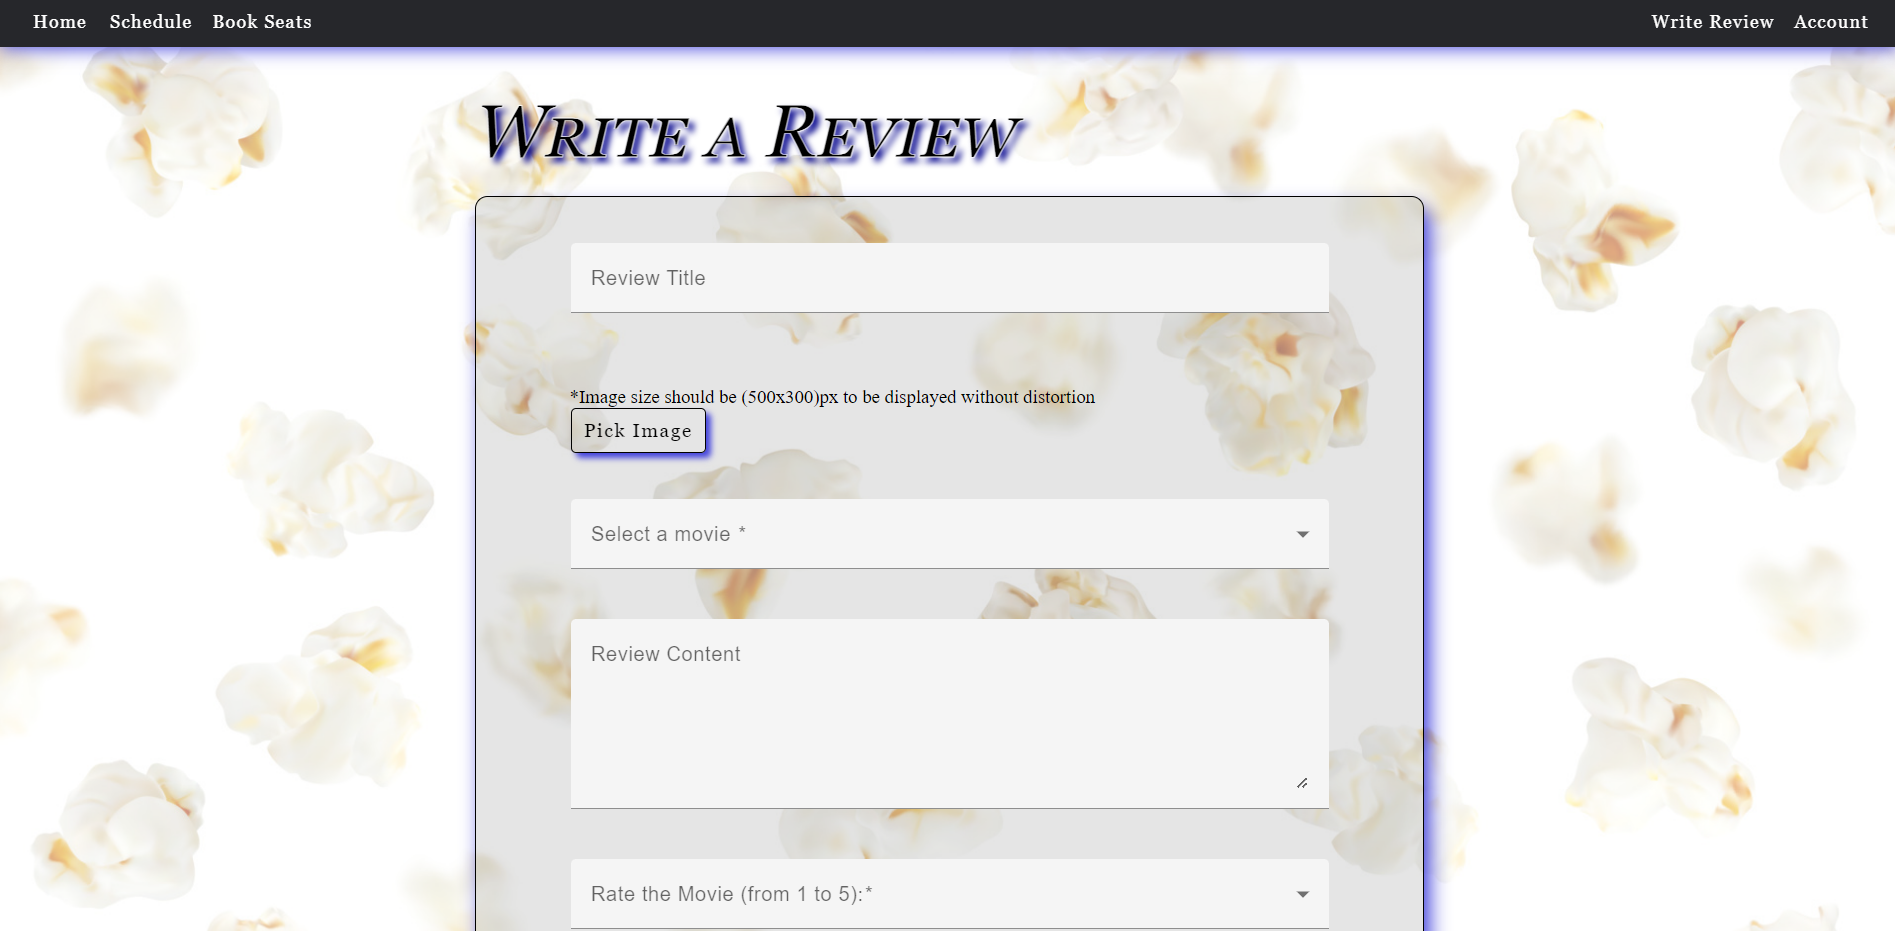 Home Schedule Book Seats Write Review Account
Write a Review
Review Title
*Image size should be (500x300)px to be displayed without distortion
Pick Image
Select a movie *
Review Content
Rate the Movie (from 1 to 5):*